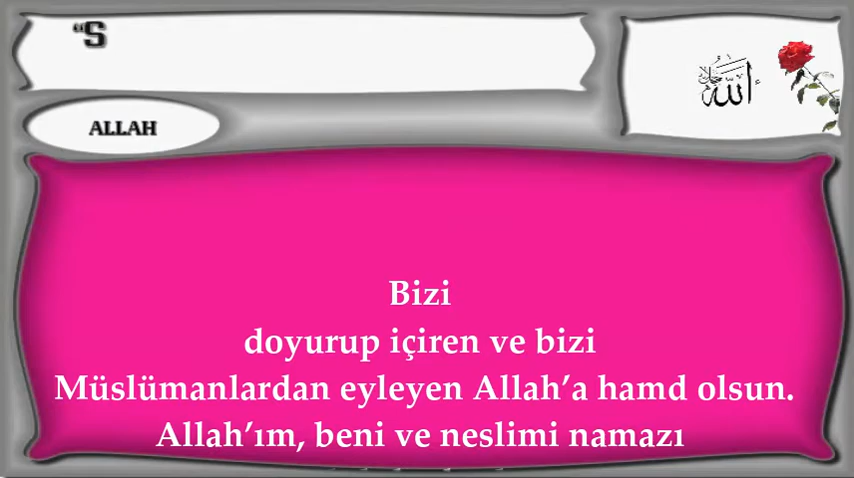 “S
ALLAH
الله
Bizi
doyurup içiren ve bizi
Müslümanlardan eyleyen Allah’a hamd olsun.
Allah’ım, beni ve neslimi namazı